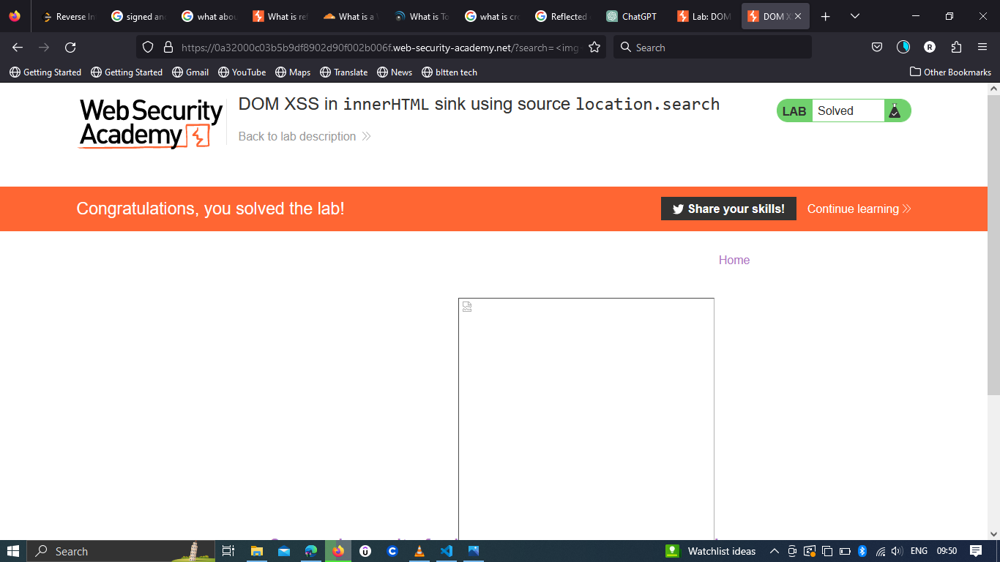 Reverse In
signed an
what abou
What is re
What is a
What is To
what is cr
Reflected
ChatGPT
Lab: DOM
DOM X
https://0a32000c03b5b9df8902d90f002b006f.web-security-academy.net/?search=<img
Search
R
Getting Started
Getting Started
Gmail
YouTube
Maps
Translate
News
bltten tech
Other Bookmarks
Web Security
Academy
DOM XSS in innerHTML sink using source location.search
Back to lab description
LAB
Solved
Congratulations, you solved the lab!
Share your skills!
Continue learning
Home
Search
Watchlist ideas
ENG
09:50